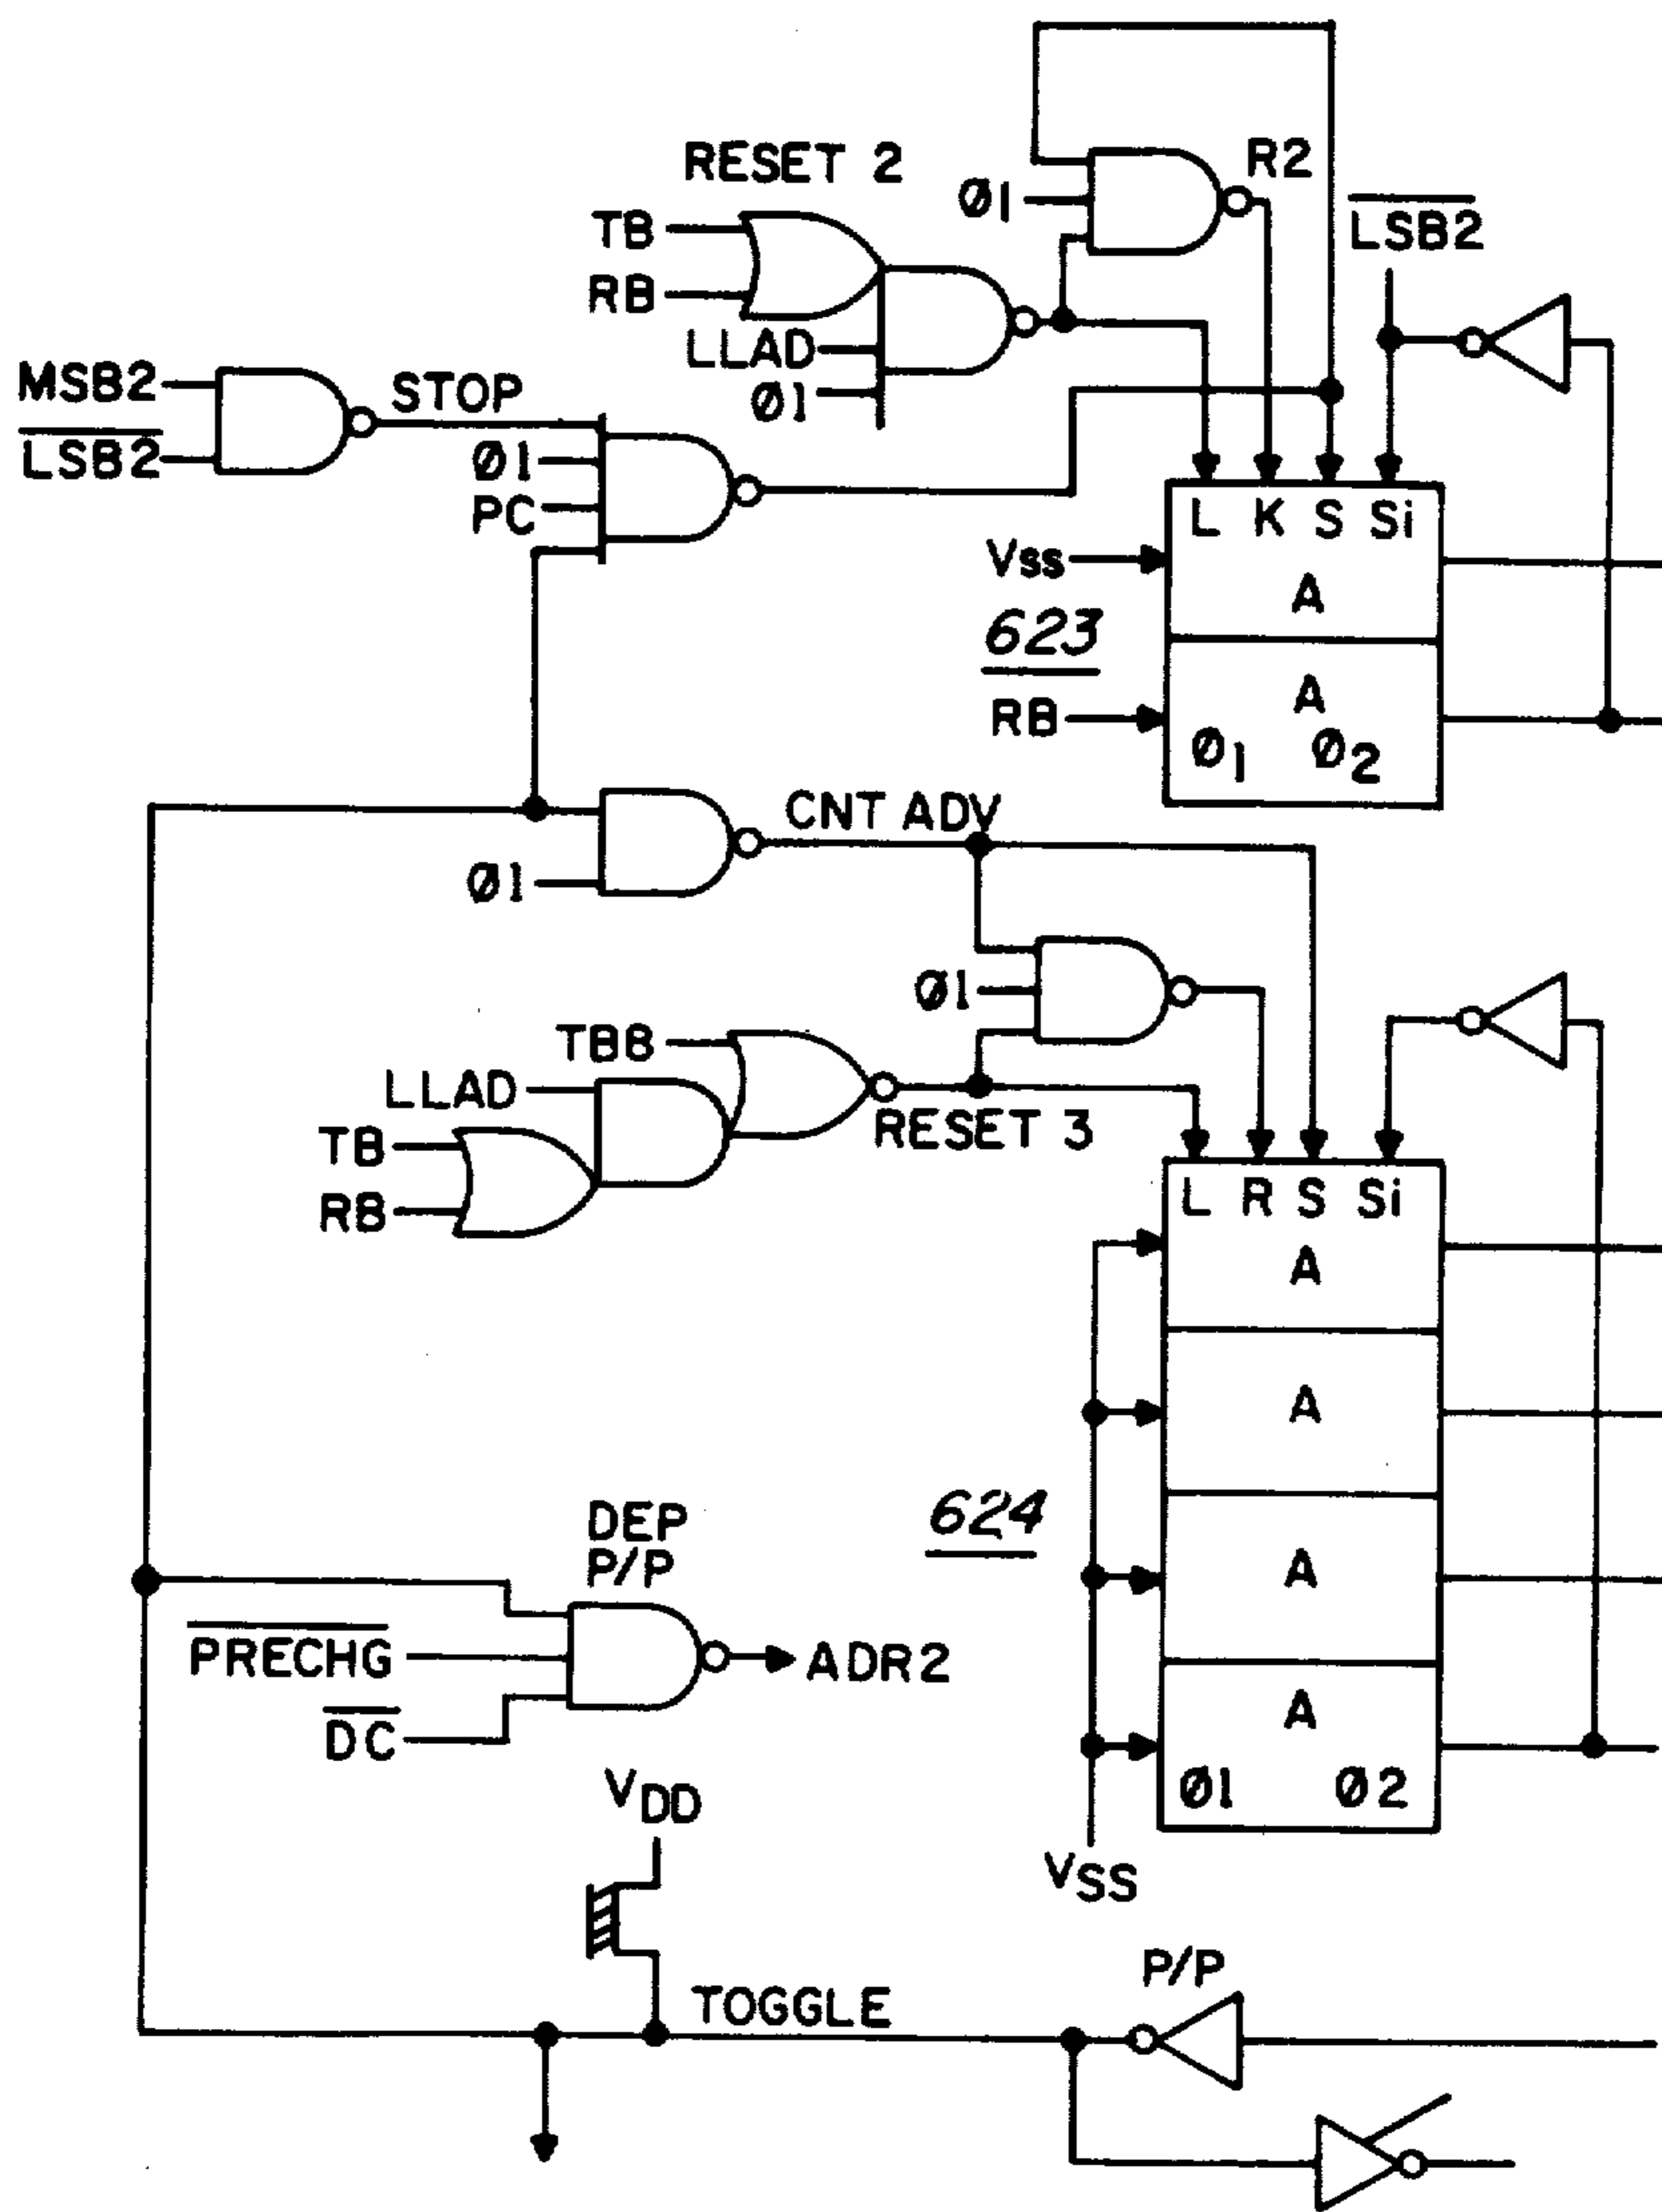 RESET 2
R2
Ø1
TB
LSB2
RB
LLAD
MSB2
STOP
Ø1
LSB2
Ø1
PC
L K S Si
Vss
A
623
RB
A
Ø1 Ø2
CNT ADV
Ø1
Ø1
TB8
LLAD
RESET 3
TB
RB
L R S Si
A
A
624
DEP
P/P
A
PRECHG
ADR2
DC
A
VDD
Ø1 Ø2
VSS
P/P
TOGGLE